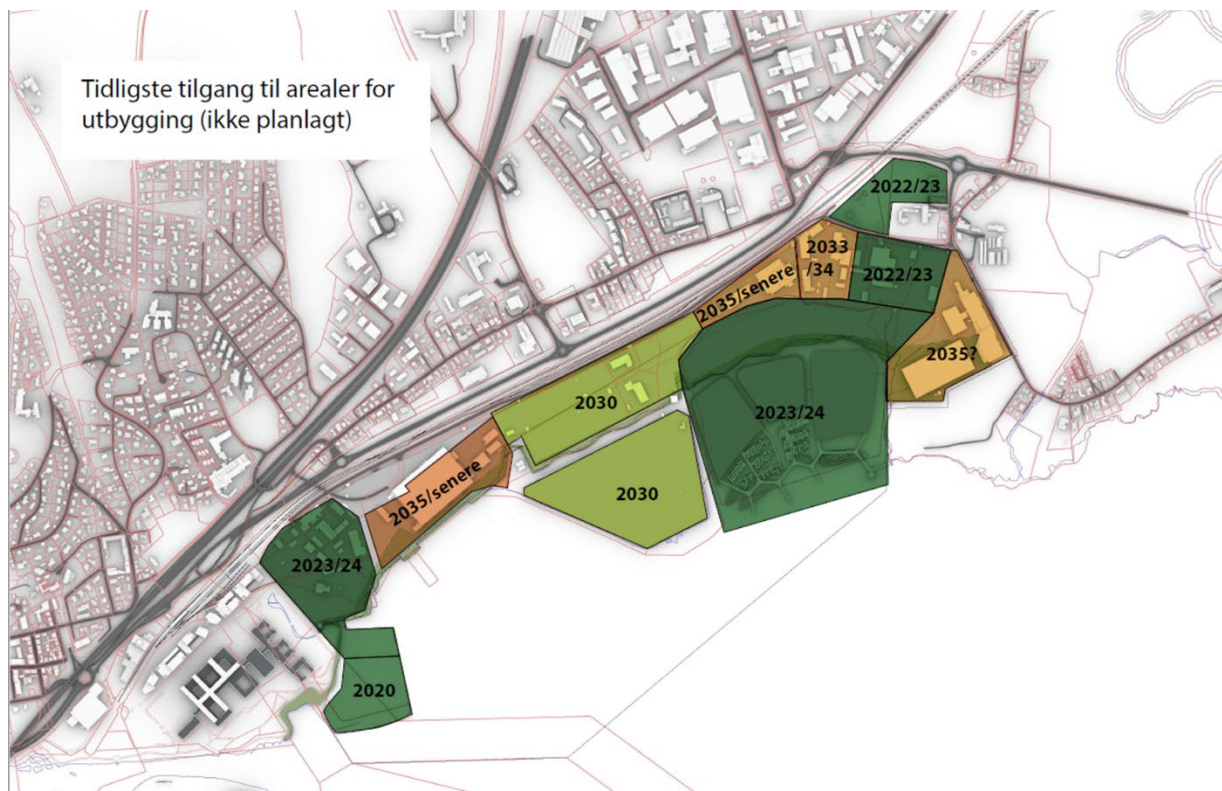 Tidligste tilgang til arealer for
utbygging (ikke planlagt)
2022/23
2033
/34
2022/23
2035/senere
2035?
2030
2023/24
2035/senere
2030
2023/24
2020